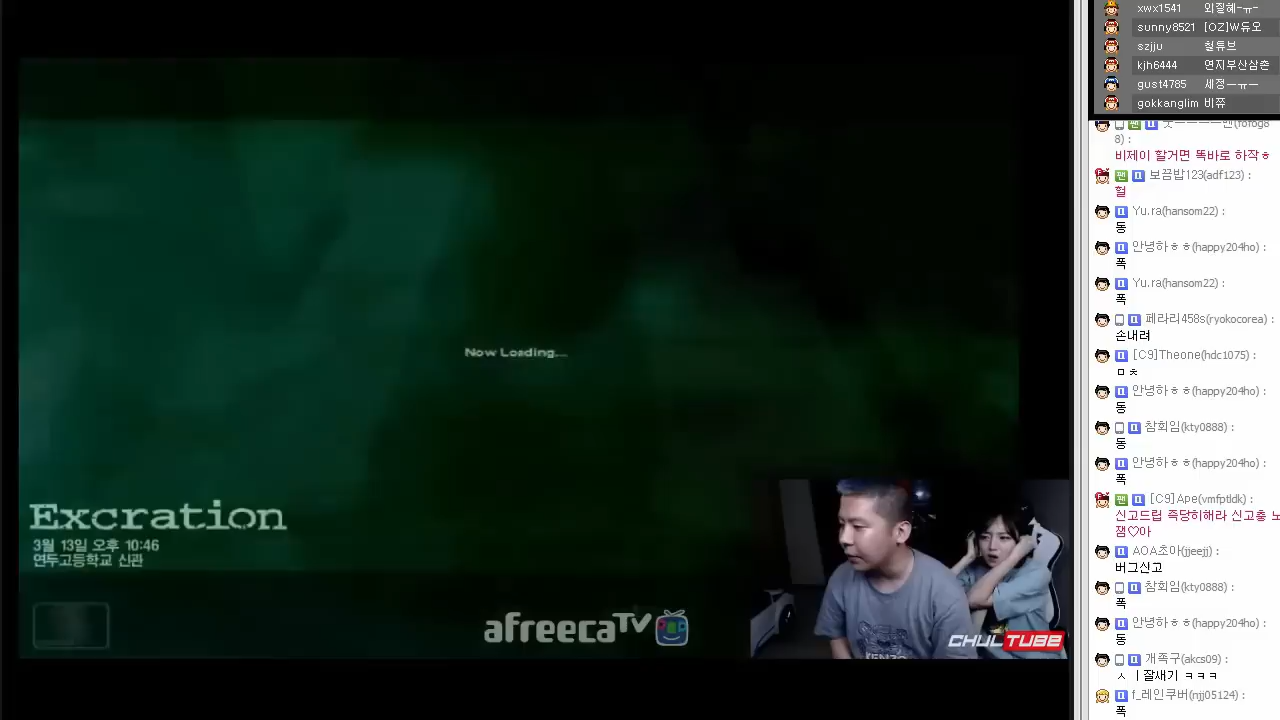 Now Loading...
Excration
3월 13일 오후 10:46
연두고등학교 신관
afreecaTV
KENZO
CHULTUBE
xwx1541 외질혜-ㅠ-
sunny8521 [OZ]W듀오
szjju 철튜브
kjh6444 연지부산삼촌
gust4785 세정ㅡㅠㅡ
gokkanglim 비쮸
8) :
비제이 할거면 똑바로 하작ㅎ
팬 보끔밥123(adf123) :
헐
Yu.ra(hansom22) :
동
안녕하ㅎㅎ(happy204ho) :
폭
Yu.ra(hansom22) :
폭
페라리458s(ryokocorea) :
손내려
[C9]Theone(hdc1075) :
ㅁㅊ
안녕하ㅎㅎ(happy204ho) :
동
참회임(kty0888) :
동
안녕하ㅎㅎ(happy204ho) :
폭
팬 [C9]Ape(vmfptldk) :
신고드립 즉당히해라 신고충 노
잼♡아
AOA초아(jjeejj) :
버그신고
참회임(kty0888) :
폭
안녕하ㅎㅎ(happy204ho) :
동
개족구(akcs09) :
ㅅㅣ잘새기 ㅋㅋㅋ
f_레인쿠버(njj05124) :
폭